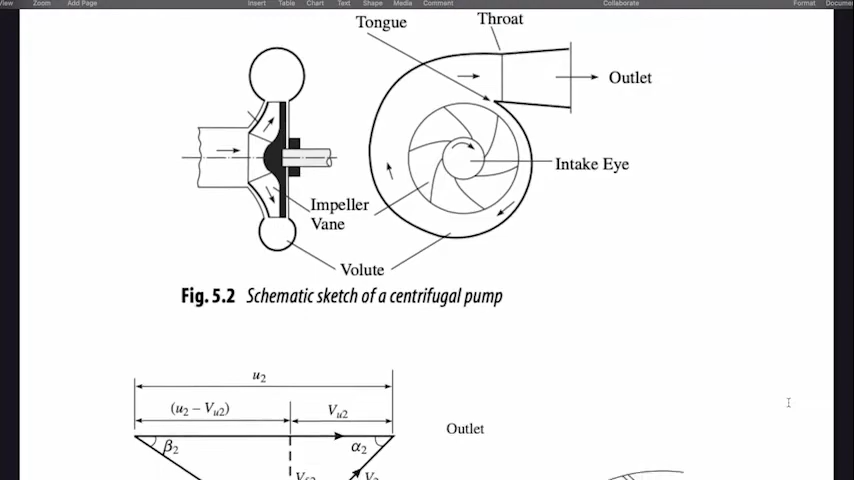 View Zoom Add Page Insert Table Chart Text Shape Media Comment Collaborate Format
Tongue
Throat
Outlet
Intake Eye
Impeller
Vane
Volute
Fig. 5.2 Schematic sketch of a centrifugal pump
u2
(u2 – Vu2)
Vu2
β2
α2
Outlet